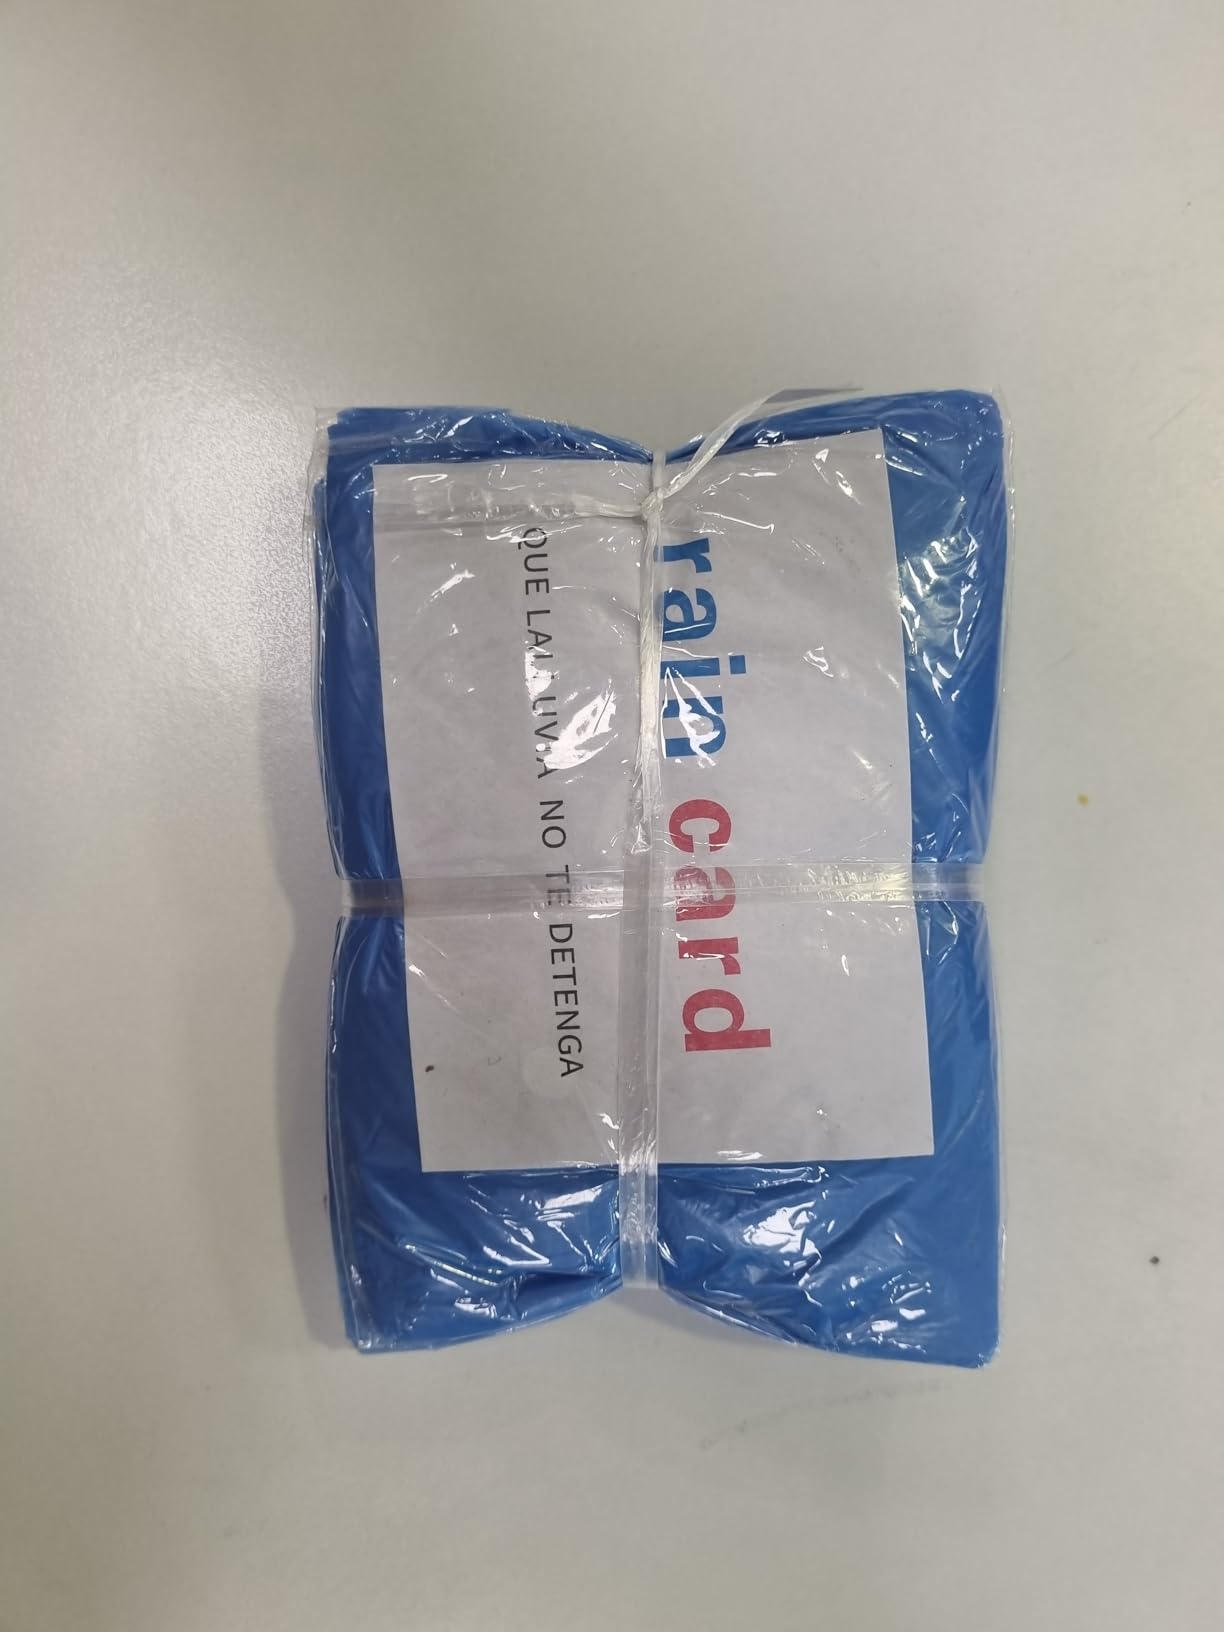 rain card
QUE LA LLUVIA NO TE DETENGA